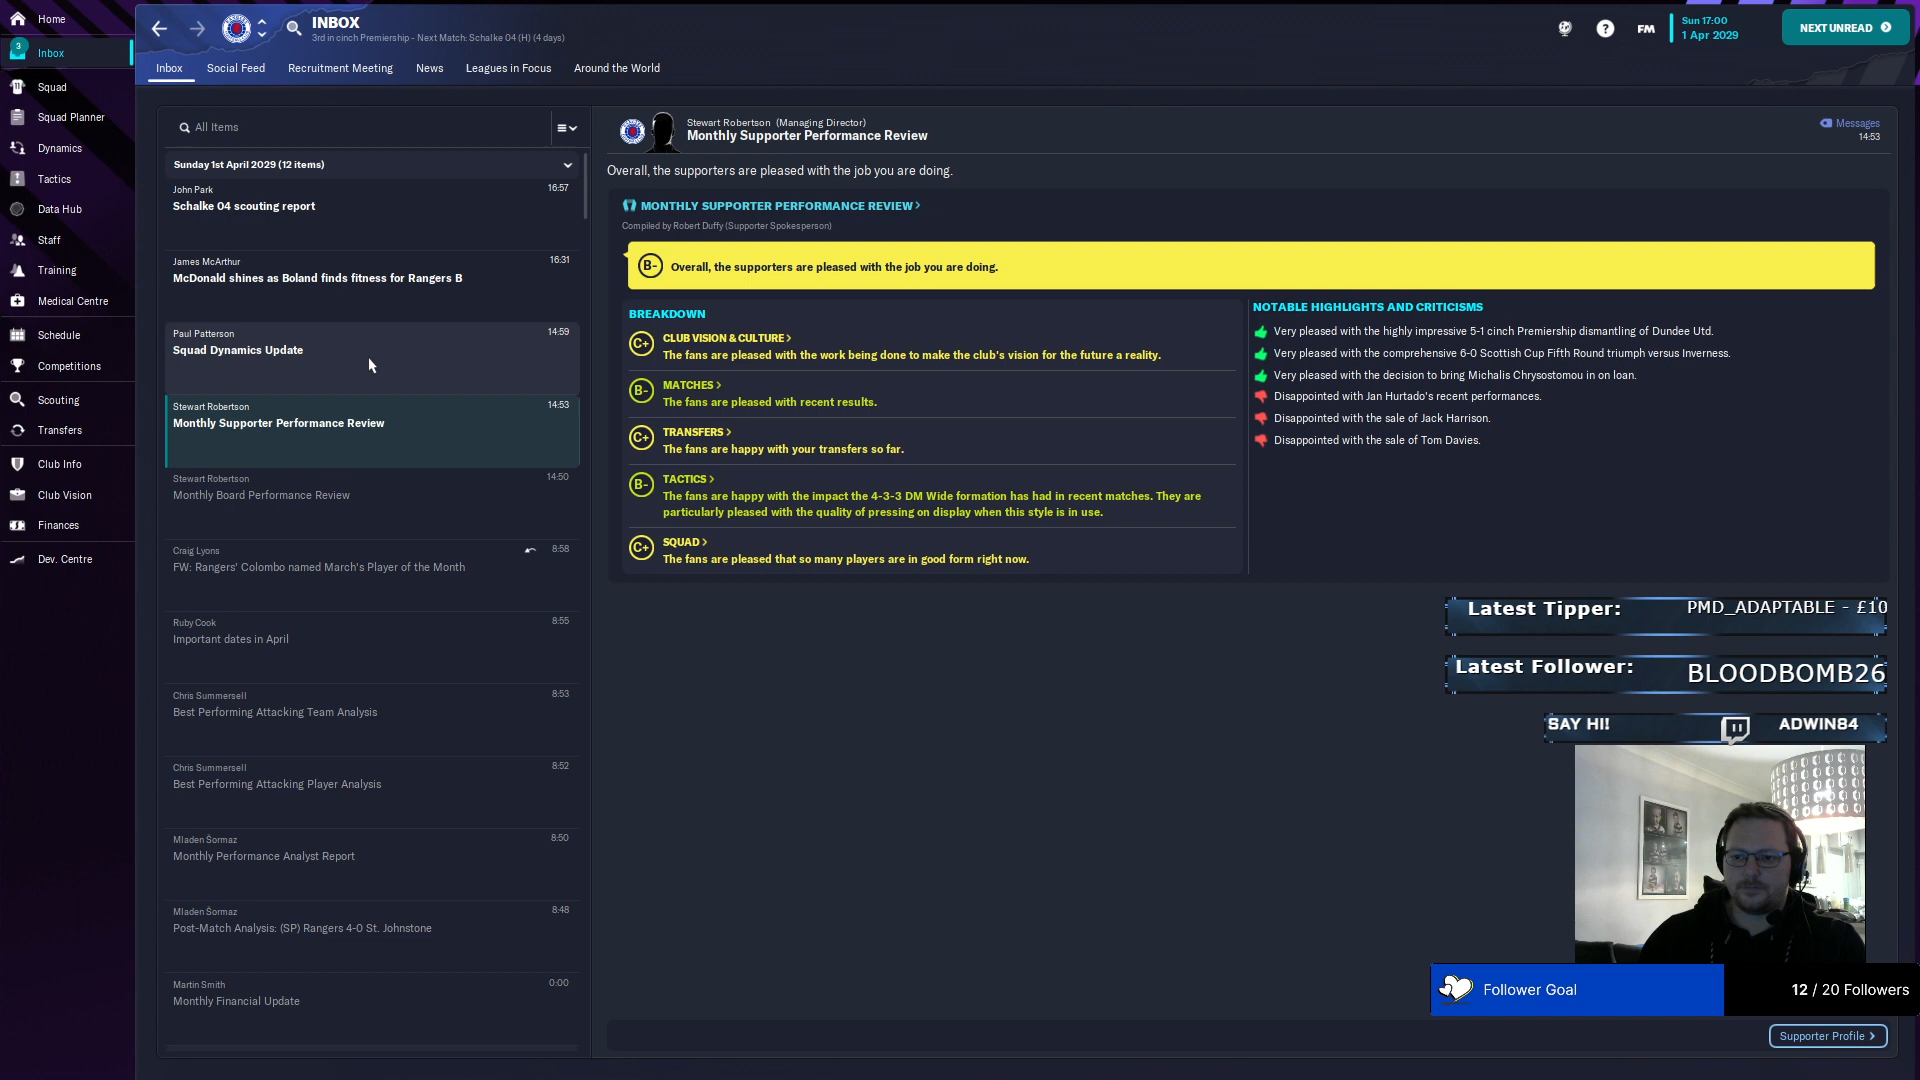 Home
3
Inbox
Squad
Squad Planner
Dynamics
Tactics
Data Hub
Staff
Training
Medical Centre
Schedule
Competitions
Scouting
Transfers
Club Info
Club Vision
Finances
Dev. Centre
INBOX
3rd in cinch Premiership - Next Match: Schalke 04 (H) (4 days)
FM
Sun 17:00
1 Apr 2029
NEXT UNREAD
Inbox
Social Feed
Recruitment Meeting
News
Leagues in Focus
Around the World
All Items
Sunday 1st April 2029 (12 items)
John Park
16:57
Schalke 04 scouting report
James McArthur
16:31
McDonald shines as Boland finds fitness for Rangers B
Paul Patterson
14:59
Squad Dynamics Update
Stewart Robertson
14:53
Monthly Supporter Performance Review
Stewart Robertson
14:50
Monthly Board Performance Review
Craig Lyons
8:58
FW: Rangers' Colombo named March's Player of the Month
Ruby Cook
8:55
Important dates in April
Chris Summersell
8:53
Best Performing Attacking Team Analysis
Chris Summersell
8:52
Best Performing Attacking Player Analysis
Mladen Šormaz
8:50
Monthly Performance Analyst Report
Mladen Šormaz
8:48
Post-Match Analysis: (SP) Rangers 4-0 St. Johnstone
Martin Smith
0:00
Monthly Financial Update
Stewart Robertson (Managing Director)
Monthly Supporter Performance Review
Messages
14:53
Overall, the supporters are pleased with the job you are doing.
MONTHLY SUPPORTER PERFORMANCE REVIEW
Compiled by Robert Duffy (Supporter Spokesperson)
B- Overall, the supporters are pleased with the job you are doing.
BREAKDOWN
C+ CLUB VISION & CULTURE
The fans are pleased with the work being done to make the club's vision for the future a reality.
B- MATCHES
The fans are pleased with recent results.
C+ TRANSFERS
The fans are happy with your transfers so far.
B- TACTICS
The fans are happy with the impact the 4-3-3 DM Wide formation has had in recent matches. They are
particularly pleased with the quality of pressing on display when this style is in use.
C+ SQUAD
The fans are pleased that so many players are in good form right now.
NOTABLE HIGHLIGHTS AND CRITICISMS
Very pleased with the highly impressive 5-1 cinch Premiership dismantling of Dundee Utd.
Very pleased with the comprehensive 6-0 Scottish Cup Fifth Round triumph versus Inverness.
Very pleased with the decision to bring Michalis Chrysostomou in on loan.
Disappointed with Jan Hurtado's recent performances.
Disappointed with the sale of Jack Harrison.
Disappointed with the sale of Tom Davies.
Latest Tipper: PMD_ADAPTABLE - £10
Latest Follower: BLOODBOMB26
SAY HI! ADWIN84
Follower Goal 12 / 20 Followers
Supporter Profile